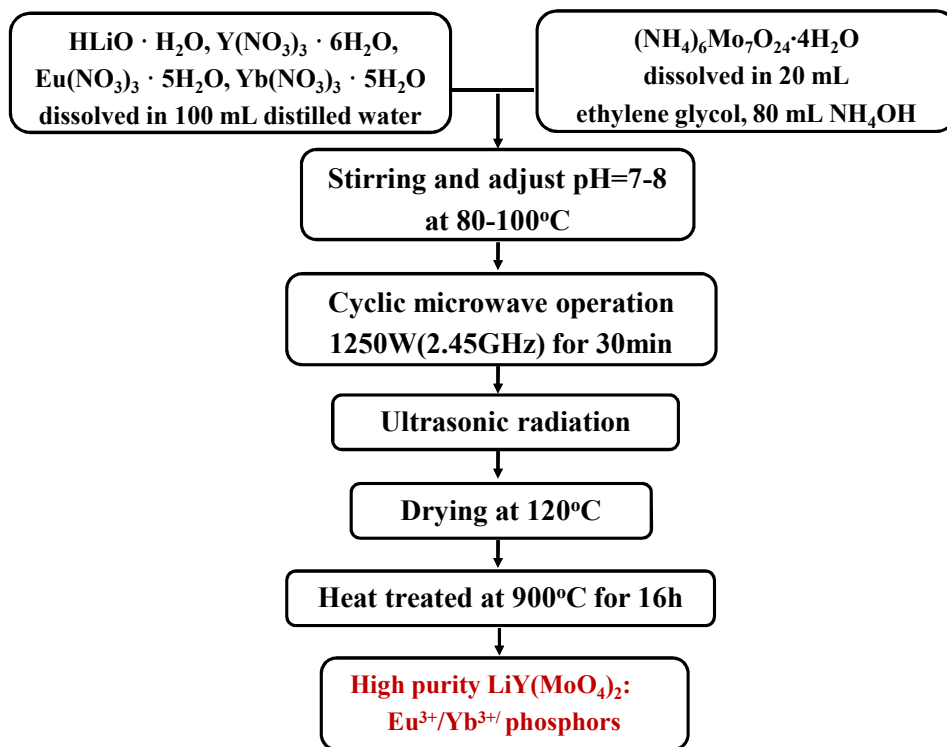 HLiO · H₂O, Y(NO₃)₃ · 6H₂O,
Eu(NO₃)₃ · 5H₂O, Yb(NO₃)₃ · 5H₂O
dissolved in 100 mL distilled water
(NH₄)₆Mo₇O₂₄·4H₂O
dissolved in 20 mL
ethylene glycol, 80 mL NH₄OH
Stirring and adjust pH=7-8
at 80-100ᵒC
Cyclic microwave operation
1250W(2.45GHz) for 30min
Ultrasonic radiation
Drying at 120ᵒC
Heat treated at 900ᵒC for 16h
High purity LiY(MoO₄)₂:
Eu³⁺/Yb³⁺/ phosphors